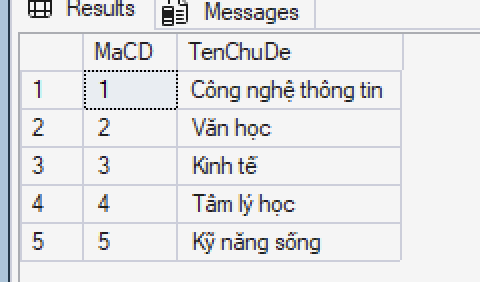 Results Messages
MaCD TenChuDe
1 1 Công nghệ thông tin
2 2 Văn học
3 3 Kinh tế
4 4 Tâm lý học
5 5 Kỹ năng sống